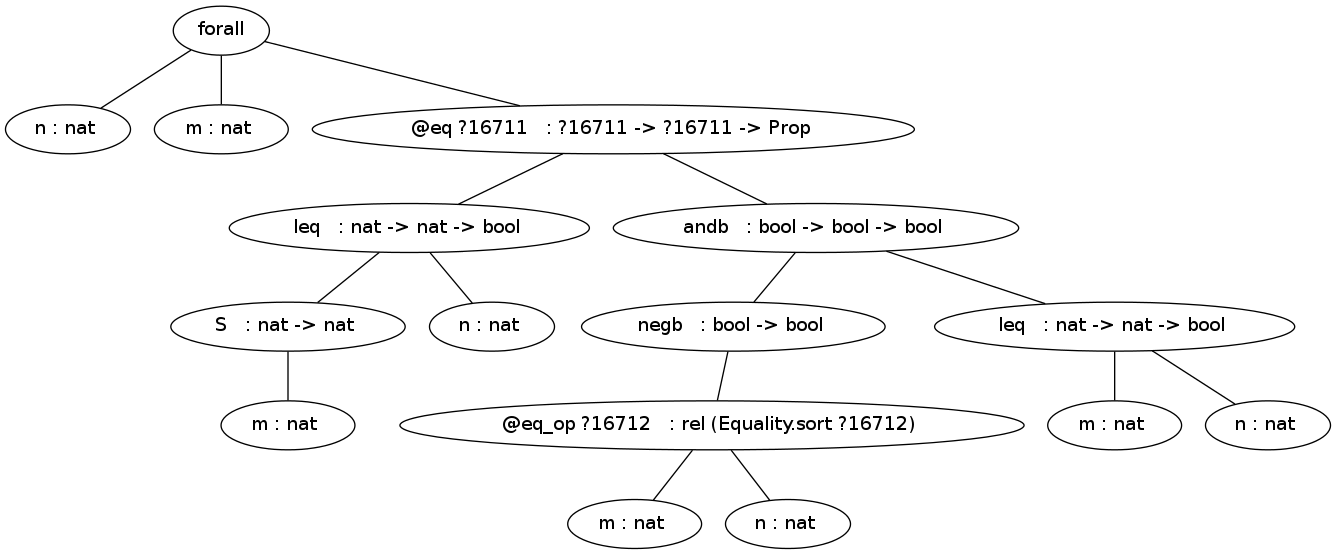 forall
n : nat
m : nat
@eq ?16711   : ?16711 -> ?16711 -> Prop
leq   : nat -> nat -> bool
andb   : bool -> bool -> bool
S   : nat -> nat
n : nat
negb   : bool -> bool
leq   : nat -> nat -> bool
m : nat
@eq_op ?16712   : rel (Equality.sort ?16712)
m : nat
n : nat
m : nat
n : nat